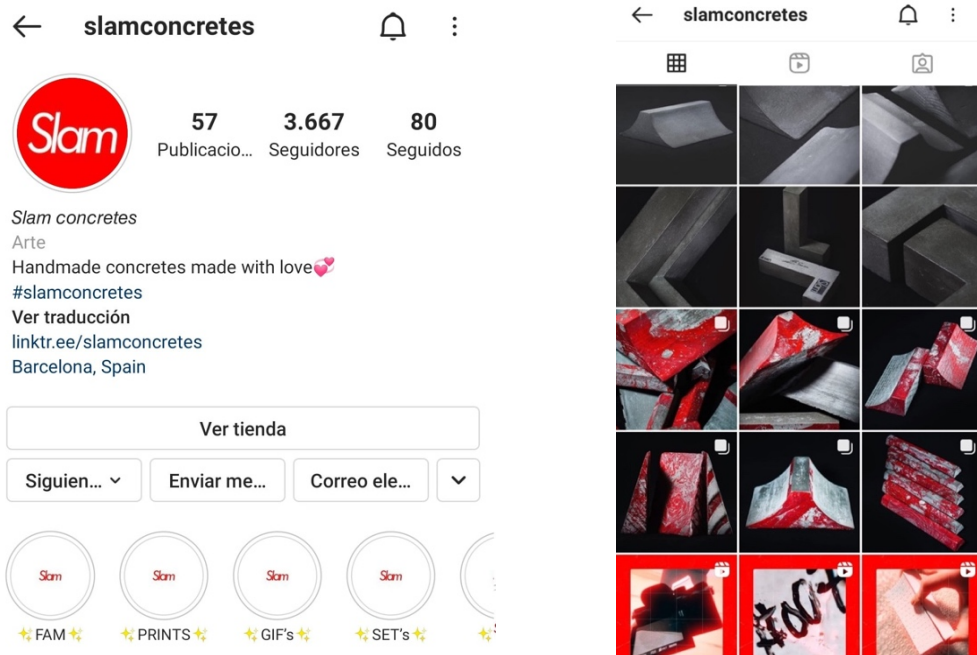 slamconcretes
Slam
57
3.667
80
Publicacio...
Seguidores
Seguidos
Slam concretes
Arte
Handmade concretes made with love💞
#slamconcretes
Ver traducción
linktr.ee/slamconcretes
Barcelona, Spain
Ver tienda
Siguien...
Enviar me...
Correo ele...
Slam
Slam
Slam
Slam
✨FAM✨
✨PRINTS✨
✨GIF's✨
✨SET's✨
slamconcretes